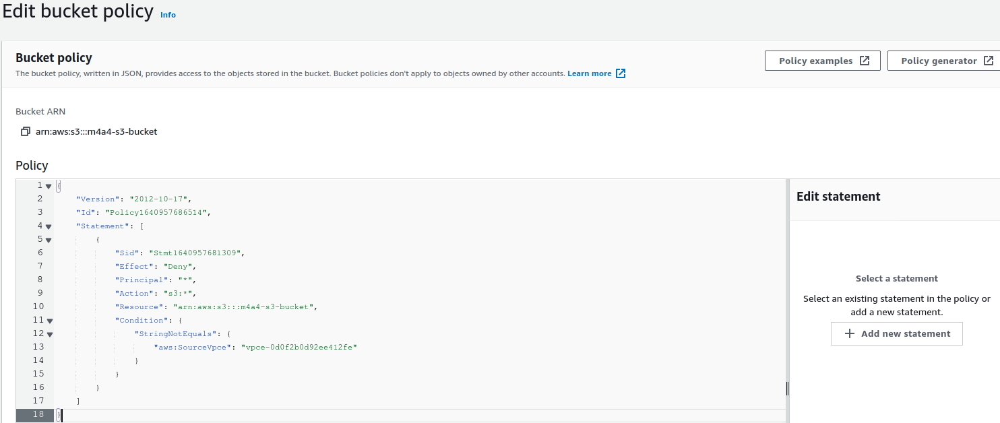 Edit bucket policy Info
Bucket policy
The bucket policy, written in JSON, provides access to the objects stored in the bucket. Bucket policies don't apply to objects owned by other accounts. Learn more
Policy examples
Policy generator
Bucket ARN
arn:aws:s3:::m4a4-s3-bucket
Policy
1 {
2 "Version": "2012-10-17",
3 "Id": "Policy1640957686514",
4 "Statement": [
5 {
6 "Sid": "Stmt1640957681309",
7 "Effect": "Deny",
8 "Principal": "*",
9 "Action": "s3:*",
10 "Resource": "arn:aws:s3:::m4a4-s3-bucket",
11 "Condition": {
12 "StringNotEquals": {
13 "aws:SourceVpce": "vpce-0d0f2b0d92ee412fe"
14 }
15 }
16 }
17 ]
18 }
Edit statement
Select a statement
Select an existing statement in the policy or
add a new statement.
Add new statement